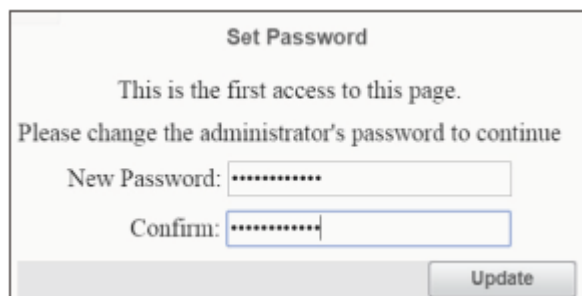 Set Password
This is the first access to this page.
Please change the administrator's password to continue
New Password: ••••••••••••
Confirm: ••••••••••••
Update